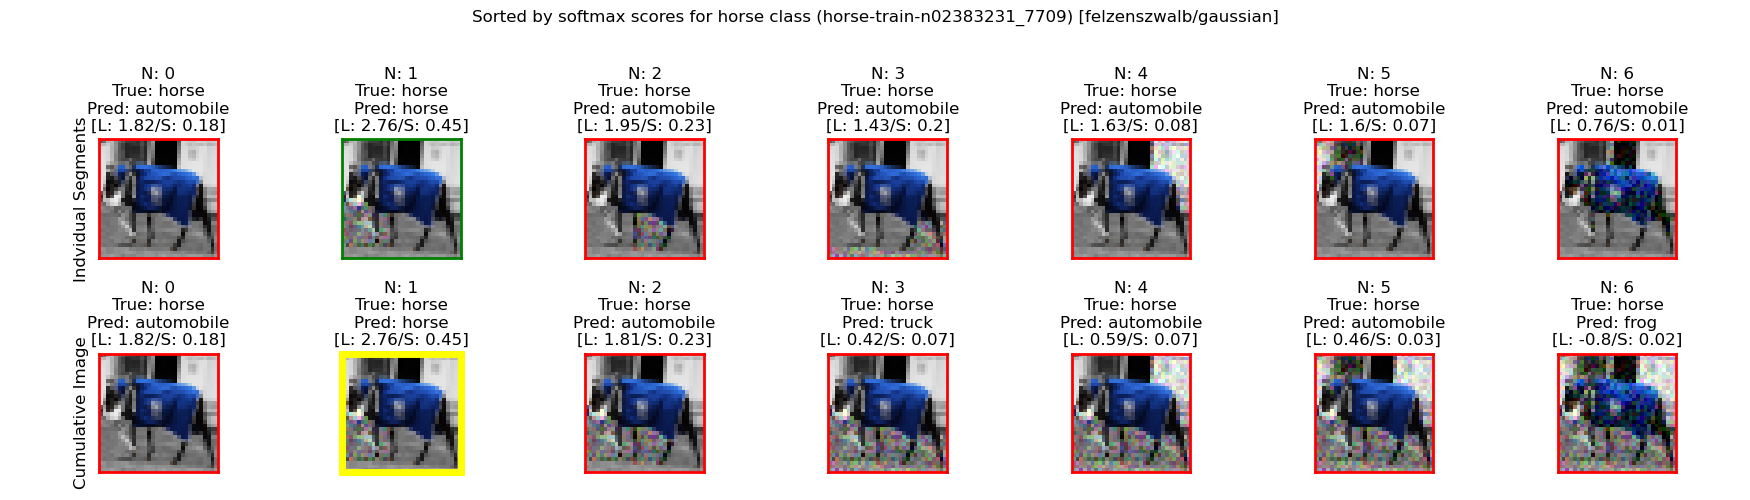 Sorted by softmax scores for horse class (horse-train-n02383231_7709) [felzenszwalb/gaussian]
Indvidual Segments
N: 0
True: horse
Pred: automobile
[L: 1.82/S: 0.18]
N: 1
True: horse
Pred: horse
[L: 2.76/S: 0.45]
N: 2
True: horse
Pred: automobile
[L: 1.95/S: 0.23]
N: 3
True: horse
Pred: automobile
[L: 1.43/S: 0.2]
N: 4
True: horse
Pred: automobile
[L: 1.63/S: 0.08]
N: 5
True: horse
Pred: automobile
[L: 1.6/S: 0.07]
N: 6
True: horse
Pred: automobile
[L: 0.76/S: 0.01]
Cumulative Image
N: 0
True: horse
Pred: automobile
[L: 1.82/S: 0.18]
N: 1
True: horse
Pred: horse
[L: 2.76/S: 0.45]
N: 2
True: horse
Pred: automobile
[L: 1.81/S: 0.23]
N: 3
True: horse
Pred: truck
[L: 0.42/S: 0.07]
N: 4
True: horse
Pred: automobile
[L: 0.59/S: 0.07]
N: 5
True: horse
Pred: automobile
[L: 0.46/S: 0.03]
N: 6
True: horse
Pred: frog
[L: -0.8/S: 0.02]